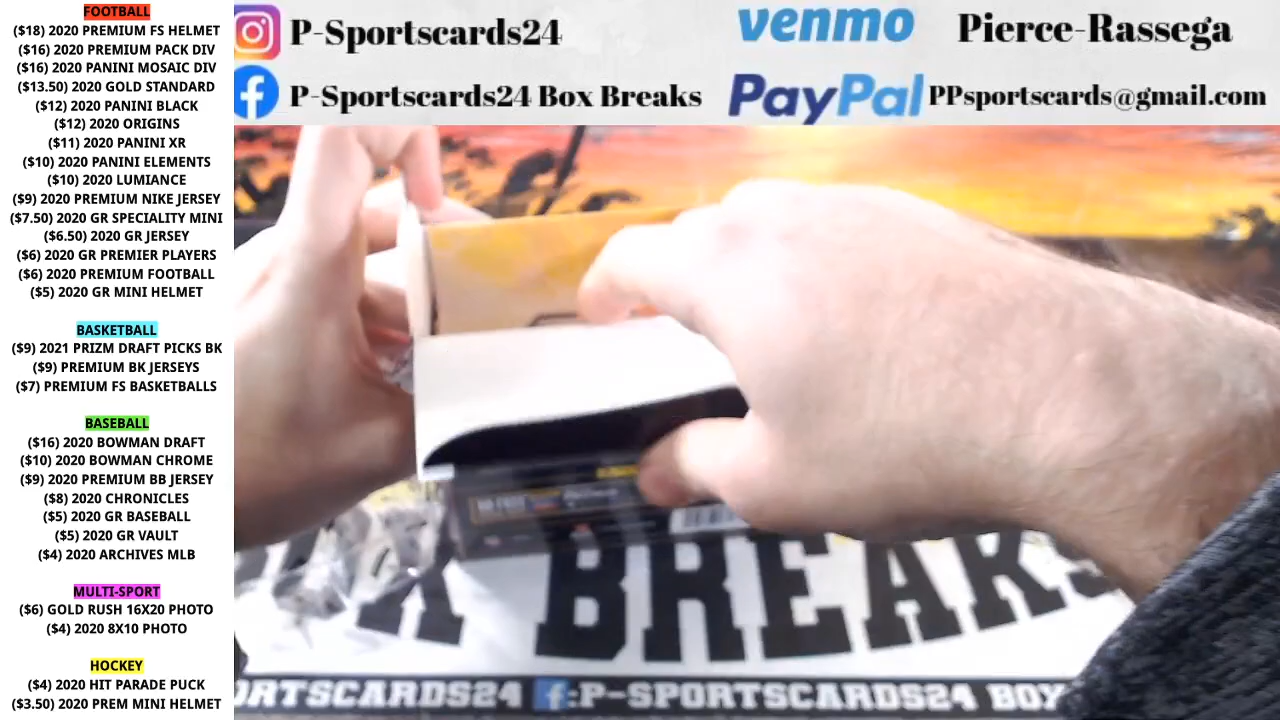 FOOTBALL
($18) 2020 PREMIUM FS HELMET
($16) 2020 PREMIUM PACK DIV
($16) 2020 PANINI MOSAIC DIV
($13.50) 2020 GOLD STANDARD
($12) 2020 PANINI BLACK
($12) 2020 ORIGINS
($11) 2020 PANINI XR
($10) 2020 PANINI ELEMENTS
($10) 2020 LUMIANCE
($9) 2020 PREMIUM NIKE JERSEY
($7.50) 2020 GR SPECIALITY MINI
($6.50) 2020 GR JERSEY
($6) 2020 GR PREMIER PLAYERS
($6) 2020 PREMIUM FOOTBALL
($5) 2020 GR MINI HELMET
BASKETBALL
($9) 2021 PRIZM DRAFT PICKS BK
($9) PREMIUM BK JERSEYS
($7) PREMIUM FS BASKETBALLS
BASEBALL
($16) 2020 BOWMAN DRAFT
($10) 2020 BOWMAN CHROME
($9) 2020 PREMIUM BB JERSEY
($8) 2020 CHRONICLES
($5) 2020 GR BASEBALL
($5) 2020 GR VAULT
($4) 2020 ARCHIVES MLB
MULTI-SPORT
($6) GOLD RUSH 16X20 PHOTO
($4) 2020 8X10 PHOTO
HOCKEY
($4) 2020 HIT PARADE PUCK
($3.50) 2020 PREM MINI HELMET
P-Sportscards24
venmo Pierce-Rassega
P-Sportscards24 Box Breaks
PayPal PPsportscards@gmail.com
X BREAKS
ORTSCARDS24 f:P-SPORTSCARDS24 BOX